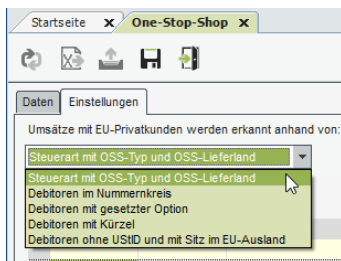 Startseite x One-Stop-Shop x
Daten Einstellungen
Umsätze mit EU-Privatkunden werden erkannt anhand von:
Steuerart mit OSS-Typ und OSS-Lieferland
Steuerart mit OSS-Typ und OSS-Lieferland
Debitoren im Nummernkreis
Debitoren mit gesetzter Option
Debitoren mit Kürzel
Debitoren ohne UStID und mit Sitz im EU-Ausland